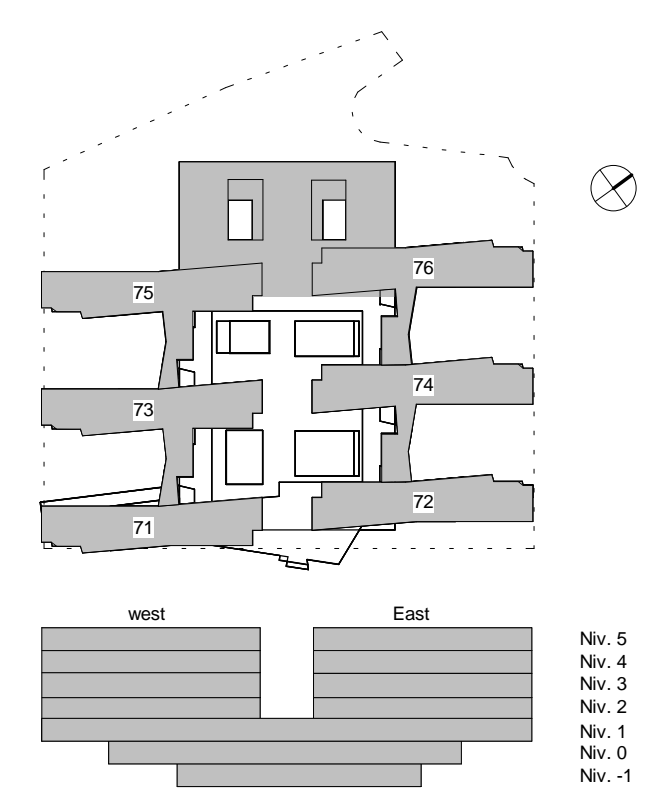 76
75
74
73
72
71
west East
Niv. 5
Niv. 4
Niv. 3
Niv. 2
Niv. 1
Niv. 0
Niv. -1